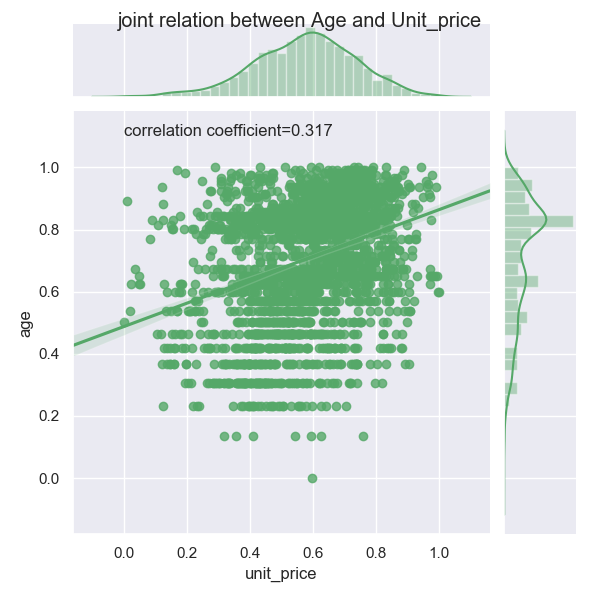 joint relation between Age and Unit_price
correlation coefficient=0.317
1.0
0.8
0.6
0.4
0.2
0.0
age
0.0 0.2 0.4 0.6 0.8 1.0
unit_price